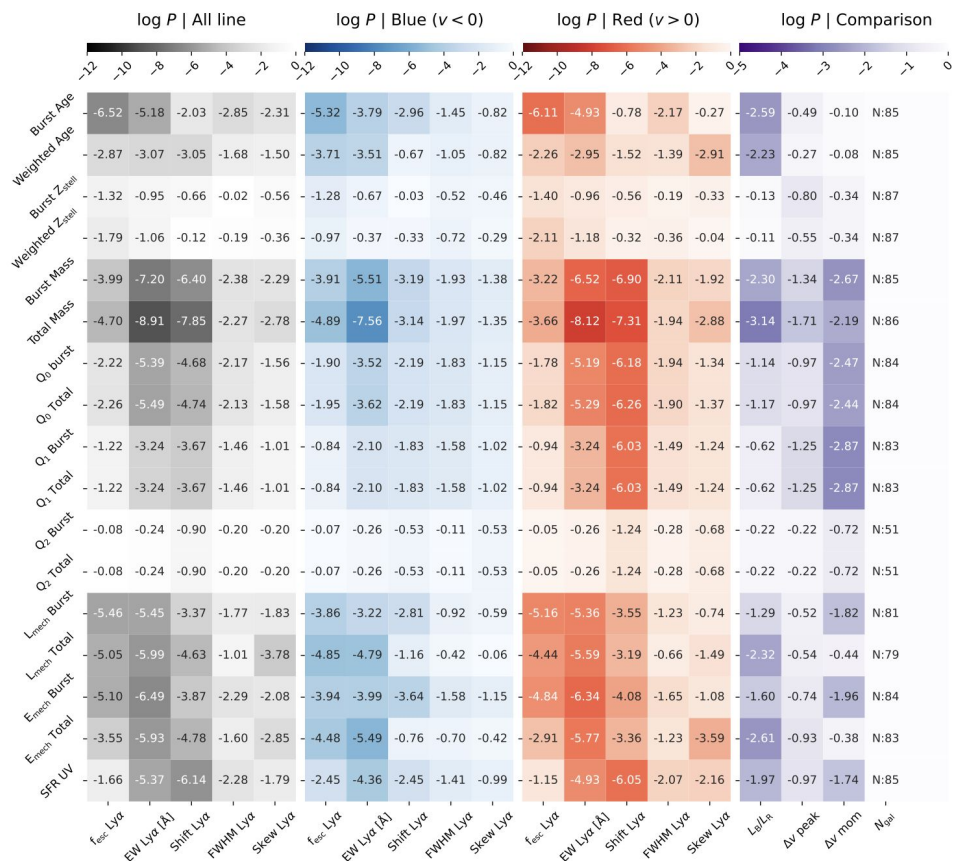 log P | All line log P | Blue (v < 0) log P | Red (v > 0) log P | Comparison
−12 −10 −8 −6 −4 −2 0 −12 −10 −8 −6 −4 −2 0 −12 −10 −8 −6 −4 −2 0 −5 −4 −3 −2 −1 0
Burst Age −6.52 −5.18 −2.03 −2.85 −2.31 −5.32 −3.79 −2.96 −1.45 −0.82 −6.11 −4.93 −0.78 −2.17 −0.27 −2.59 −0.49 −0.10 N:85
Weighted Age −2.87 −3.07 −3.05 −1.68 −1.50 −3.71 −3.51 −0.67 −1.05 −0.82 −2.26 −2.95 −1.52 −1.39 −2.91 −2.23 −0.27 −0.08 N:85
Burst Zstell −1.32 −0.95 −0.66 −0.02 −0.56 −1.28 −0.67 −0.03 −0.52 −0.46 −1.40 −0.96 −0.56 −0.19 −0.33 −0.13 −0.80 −0.34 N:87
Weighted Zstell −1.79 −1.06 −0.12 −0.19 −0.36 −0.97 −0.37 −0.33 −0.72 −0.29 −2.11 −1.18 −0.32 −0.36 −0.04 −0.11 −0.55 −0.34 N:87
Burst Mass −3.99 −7.20 −6.40 −2.38 −2.29 −3.91 −5.51 −3.19 −1.93 −1.38 −3.22 −6.52 −6.90 −2.11 −1.92 −2.30 −1.34 −2.67 N:85
Total Mass −4.70 −8.91 −7.85 −2.27 −2.78 −4.89 −7.56 −3.14 −1.97 −1.35 −3.66 −8.12 −7.31 −1.94 −2.88 −3.14 −1.71 −2.19 N:86
Q0 burst −2.22 −5.39 −4.68 −2.17 −1.56 −1.90 −3.52 −2.19 −1.83 −1.15 −1.78 −5.19 −6.18 −1.94 −1.34 −1.14 −0.97 −2.47 N:84
Q0 Total −2.26 −5.49 −4.74 −2.13 −1.58 −1.95 −3.62 −2.19 −1.83 −1.15 −1.82 −5.29 −6.26 −1.90 −1.37 −1.17 −0.97 −2.44 N:84
Q1 Burst −1.22 −3.24 −3.67 −1.46 −1.01 −0.84 −2.10 −1.83 −1.58 −1.02 −0.94 −3.24 −6.03 −1.49 −1.24 −0.62 −1.25 −2.87 N:83
Q1 Total −1.22 −3.24 −3.67 −1.46 −1.01 −0.84 −2.10 −1.83 −1.58 −1.02 −0.94 −3.24 −6.03 −1.49 −1.24 −0.62 −1.25 −2.87 N:83
Q2 Burst −0.08 −0.24 −0.90 −0.20 −0.20 −0.07 −0.26 −0.53 −0.11 −0.53 −0.05 −0.26 −1.24 −0.28 −0.68 −0.22 −0.22 −0.72 N:51
Q2 Total −0.08 −0.24 −0.90 −0.20 −0.20 −0.07 −0.26 −0.53 −0.11 −0.53 −0.05 −0.26 −1.24 −0.28 −0.68 −0.22 −0.22 −0.72 N:51
Lmech Burst −5.46 −5.45 −3.37 −1.77 −1.83 −3.86 −3.22 −2.81 −0.92 −0.59 −5.16 −5.36 −3.55 −1.23 −0.74 −1.29 −0.52 −1.82 N:81
Lmech Total −5.05 −5.99 −4.63 −1.01 −3.78 −4.85 −4.79 −1.16 −0.42 −0.06 −4.44 −5.59 −3.19 −0.66 −1.49 −2.32 −0.54 −0.44 N:79
Emech Burst −5.10 −6.49 −3.87 −2.29 −2.08 −3.94 −3.99 −3.64 −1.58 −1.15 −4.84 −6.34 −4.08 −1.65 −1.08 −1.60 −0.74 −1.96 N:84
Emech Total −3.55 −5.93 −4.78 −1.60 −2.85 −4.48 −5.49 −0.76 −0.70 −0.42 −2.91 −5.77 −3.36 −1.23 −3.59 −2.61 −0.93 −0.38 N:83
SFR UV −1.66 −5.37 −6.14 −2.28 −1.79 −2.45 −4.36 −2.45 −1.41 −0.99 −1.15 −4.93 −6.05 −2.07 −2.16 −1.97 −0.97 −1.74 N:85
fesc Lyα EW Lyα [Å] Shift Lyα FWHM Lyα Skew Lyα fesc Lyα EW Lyα [Å] Shift Lyα FWHM Lyα Skew Lyα fesc Lyα EW Lyα [Å] Shift Lyα FWHM Lyα Skew Lyα LB/LR Δv peak Δv mom Ngal